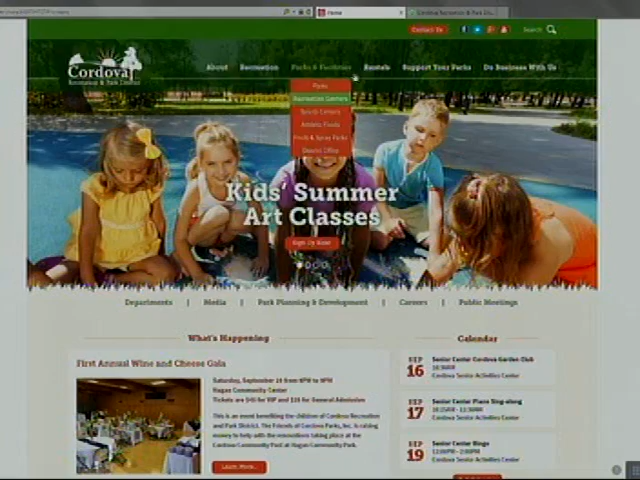 Home
Cordova Recreation & Park Dist...
Contact Us
Search
Cordova
Recreation & Park District
About
Recreation
Parks & Facilities
Rentals
Support Your Parks
Do Business With Us
Parks
Recreation Centers
Sports Centers
Athletic Fields
Pools & Spray Parks
District Office
Kids' Summer
Art Classes
Sign Up Now
Departments | Media | Park Planning & Development | Careers | Public Meetings
What's Happening
First Annual Wine and Cheese Gala
Saturday, September 16 from 6PM to 9PM
Hagan Community Center
Tickets are $45 for VIP and $35 for General Admission
This is an event benefiting the children of Cordova Recreation
and Park District. The Friends of Cordova Parks, Inc. is raising
money to help with the renovations taking place at the
Cordova Community Pool at Hagan Community Park.
Learn More
Calendar
SEP
16
Senior Center Cordova Garden Club
10:30AM
Cordova Senior Activities Center
SEP
17
Senior Center Piano Sing-along
10:15AM - 11:30AM
Cordova Senior Activities Center
SEP
19
Senior Center Bingo
12:00PM - 2:00PM
Cordova Senior Activities Center